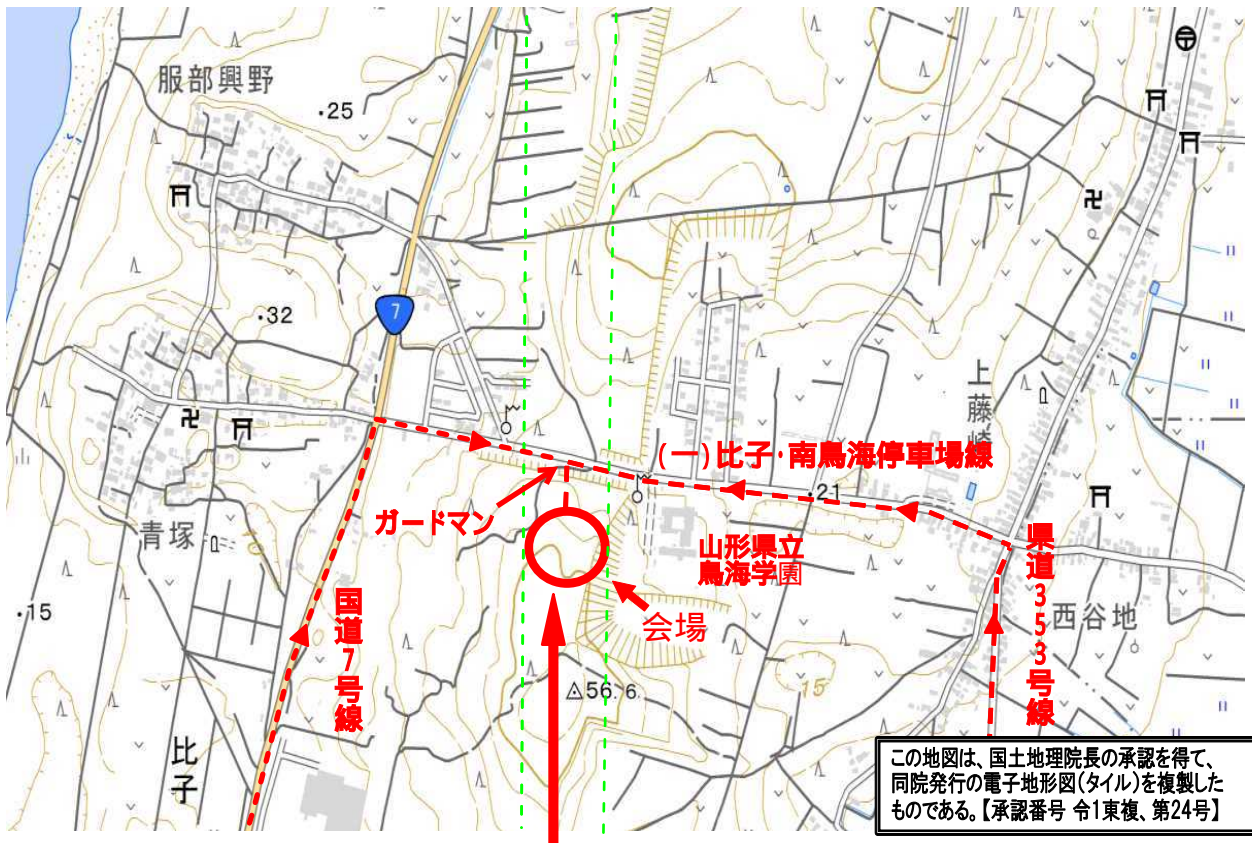 服部興野
・25
7
・32
青塚
・15
比子
国道7号線
ガードマン
会場
56.6
(一)比子・南鳥海停車場線
・21
山形県立
鳥海学園
上藤崎
県道353号線
西谷地
15
この地図は、国土地理院長の承認を得て、
同院発行の電子地形図(タイル)を複製した
ものである。【承認番号 令1東複、第24号】